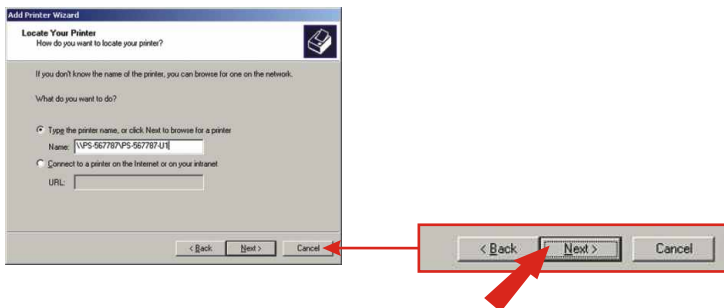 Add Printer Wizard
Locate Your Printer
How do you want to locate your printer?
If you don't know the name of the printer, you can browse for one on the network.
What do you want to do?
Type the printer name, or click Next to browse for a printer
Name: \\PS-567787\PS-567787-U1
Connect to a printer on the Internet or on your intranet
URL:
< Back Next > Cancel
< Back Next > Cancel